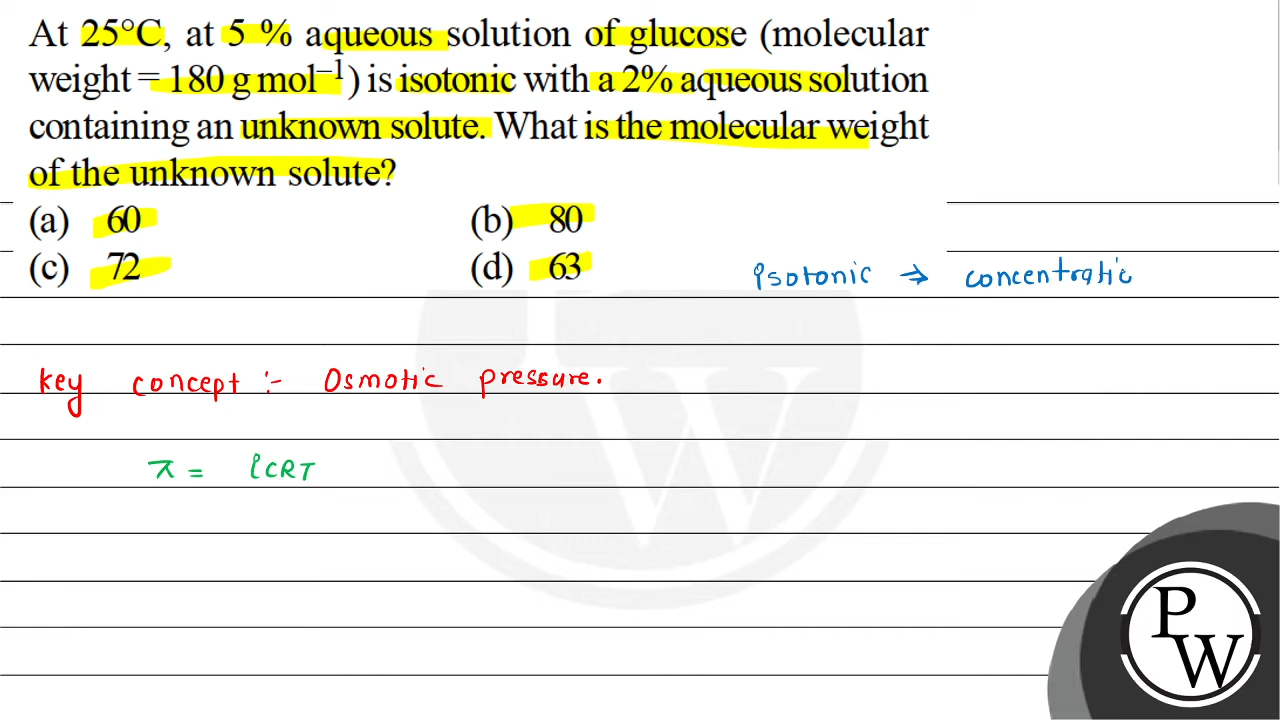 At 25°C, at 5 % aqueous solution of glucose (molecular
weight = 180 g mol⁻¹) is isotonic with a 2% aqueous solution
containing an unknown solute. What is the molecular weight
of the unknown solute?
(a) 60 (b) 80
(c) 72 (d) 63
Isotonic → concentratic
key concept :- Osmotic pressure.
π = iCRT
P
W